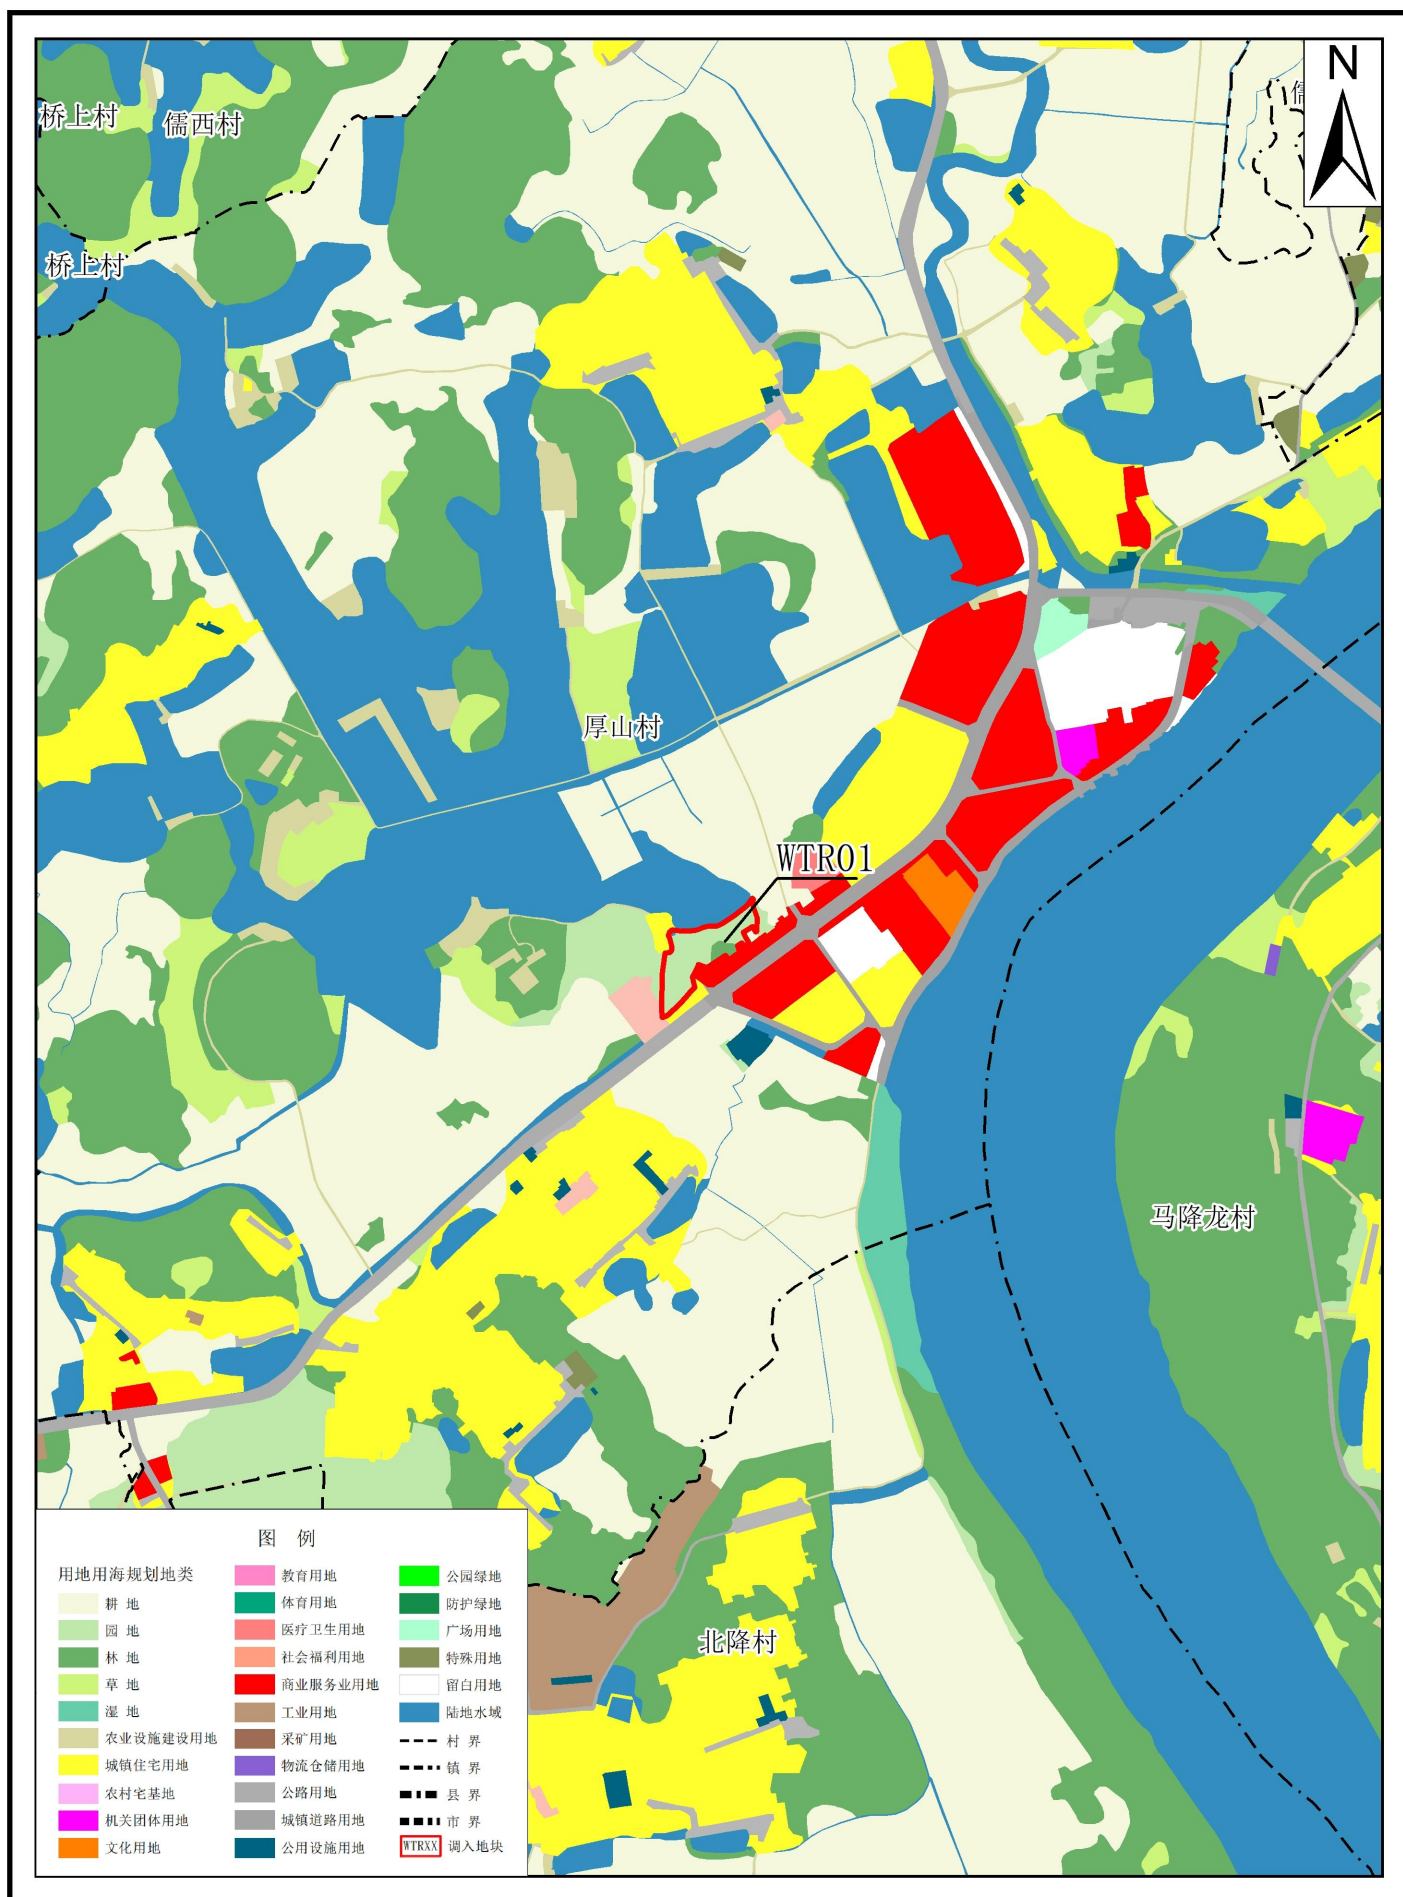 N
桥上村
儒西村
儒
桥上村
厚山村
WTR01
马降龙村
北降村
图 例
用地用海规划地类
耕 地
园 地
林 地
草 地
湿 地
农业设施建设用地
城镇住宅用地
农村宅基地
机关团体用地
文化用地
教育用地
体育用地
医疗卫生用地
社会福利用地
商业服务业用地
工业用地
采矿用地
物流仓储用地
公路用地
城镇道路用地
公用设施用地
公园绿地
防护绿地
广场用地
特殊用地
留白用地
陆地水域
村 界
镇 界
县 界
市 界
WTRXX 调入地块